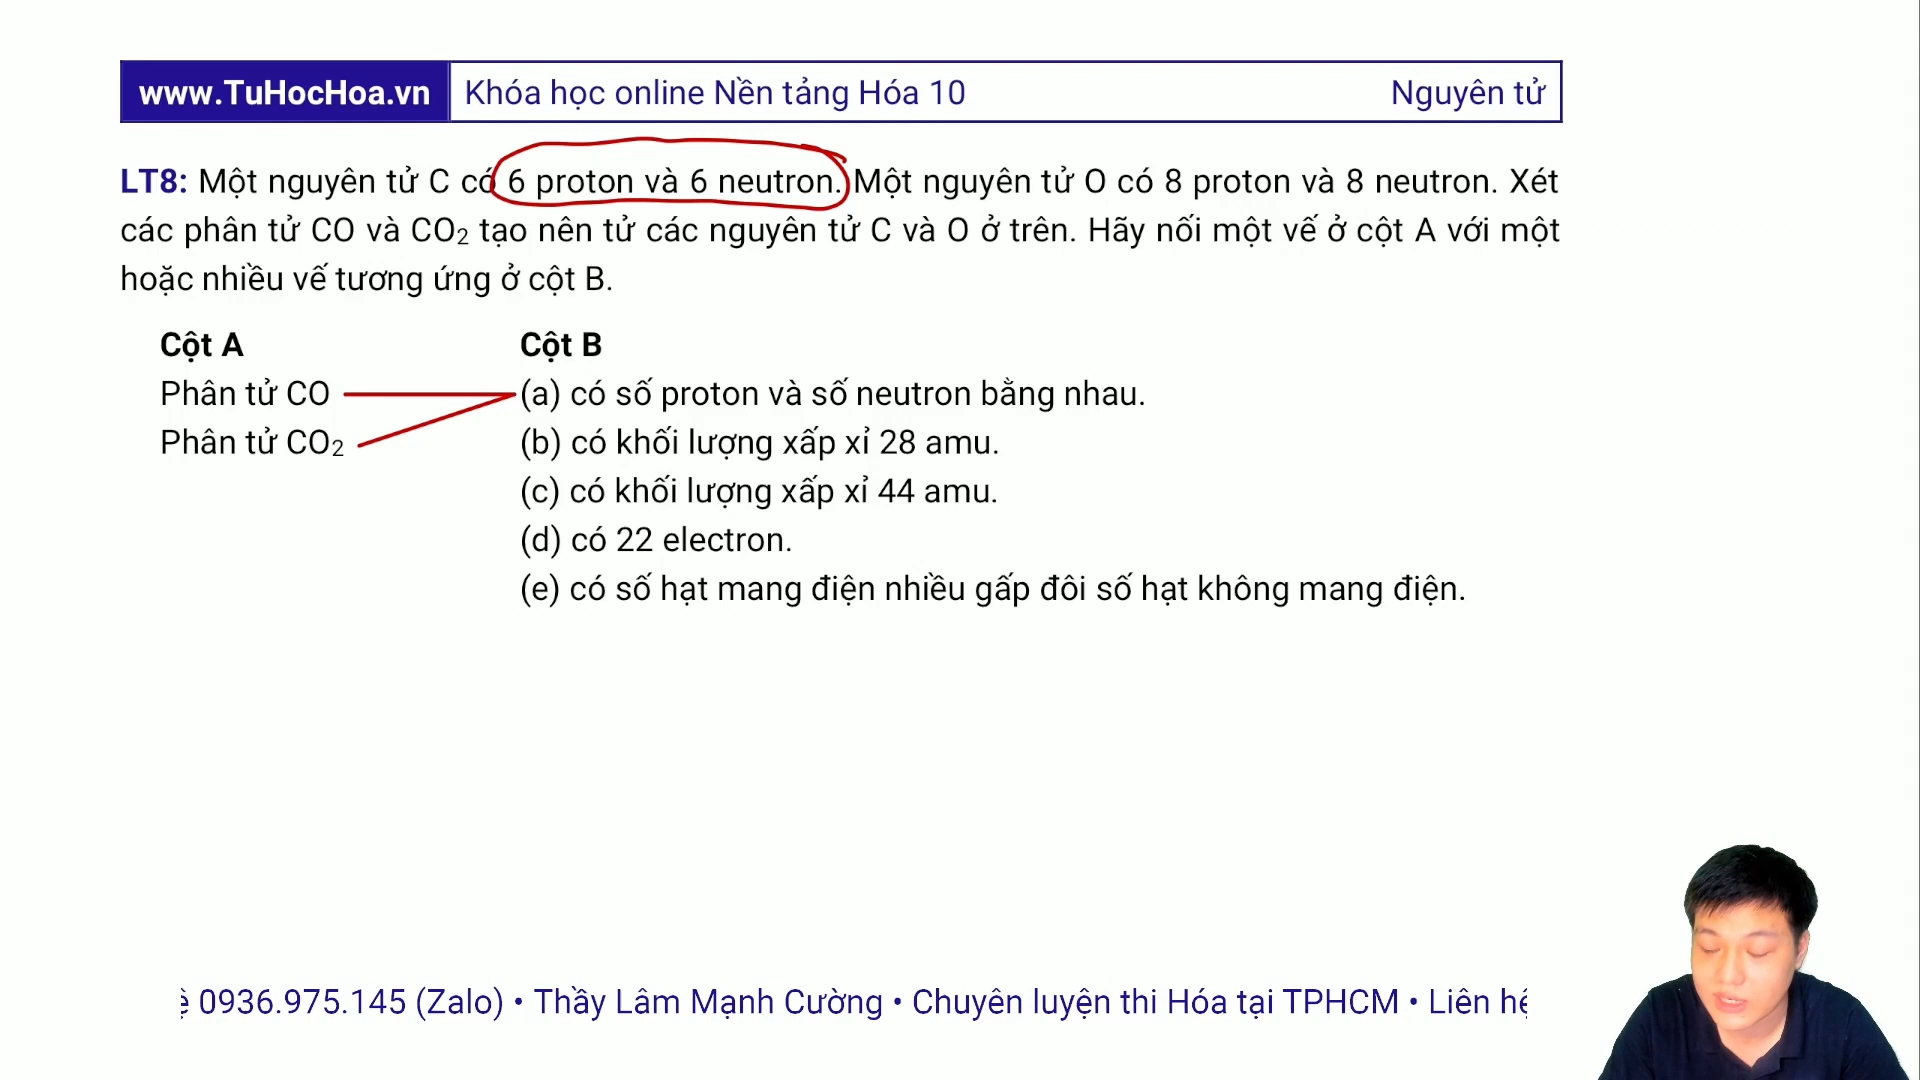 www.TuHocHoa.vn Khóa học online Nền tảng Hóa 10 Nguyên tử
LT8: Một nguyên tử C có 6 proton và 6 neutron. Một nguyên tử O có 8 proton và 8 neutron. Xét
các phân tử CO và CO₂ tạo nên từ các nguyên tử C và O ở trên. Hãy nối một vế ở cột A với một
hoặc nhiều vế tương ứng ở cột B.
Cột A Cột B
Phân tử CO (a) có số proton và số neutron bằng nhau.
Phân tử CO₂ (b) có khối lượng xấp xỉ 28 amu.
(c) có khối lượng xấp xỉ 44 amu.
(d) có 22 electron.
(e) có số hạt mang điện nhiều gấp đôi số hạt không mang điện.
0936.975.145 (Zalo) • Thầy Lâm Mạnh Cường • Chuyên luyện thi Hóa tại TPHCM • Liên